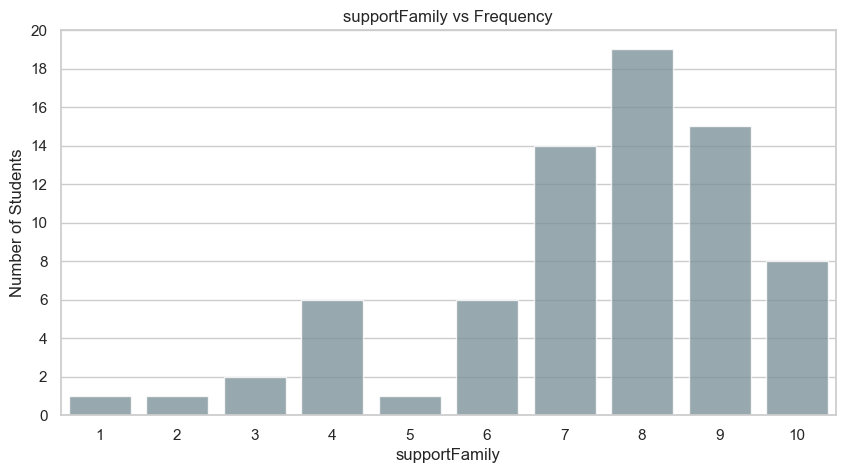 supportFamily vs Frequency
Number of Students
20
18
16
14
12
10
8
6
4
2
0
1 2 3 4 5 6 7 8 9 10
supportFamily